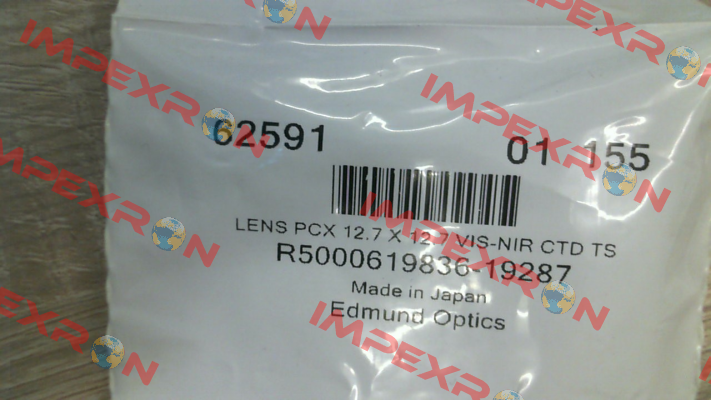 62591 01 155
LENS PCX 12.7 X 12.7 VIS-NIR CTD TS
R5000619836-19287
Made in Japan
Edmund Optics
IMPEXRON
IMPEXRON
IMPEXRON
IMPEXRON
IMPEXRON
IMPEXRON